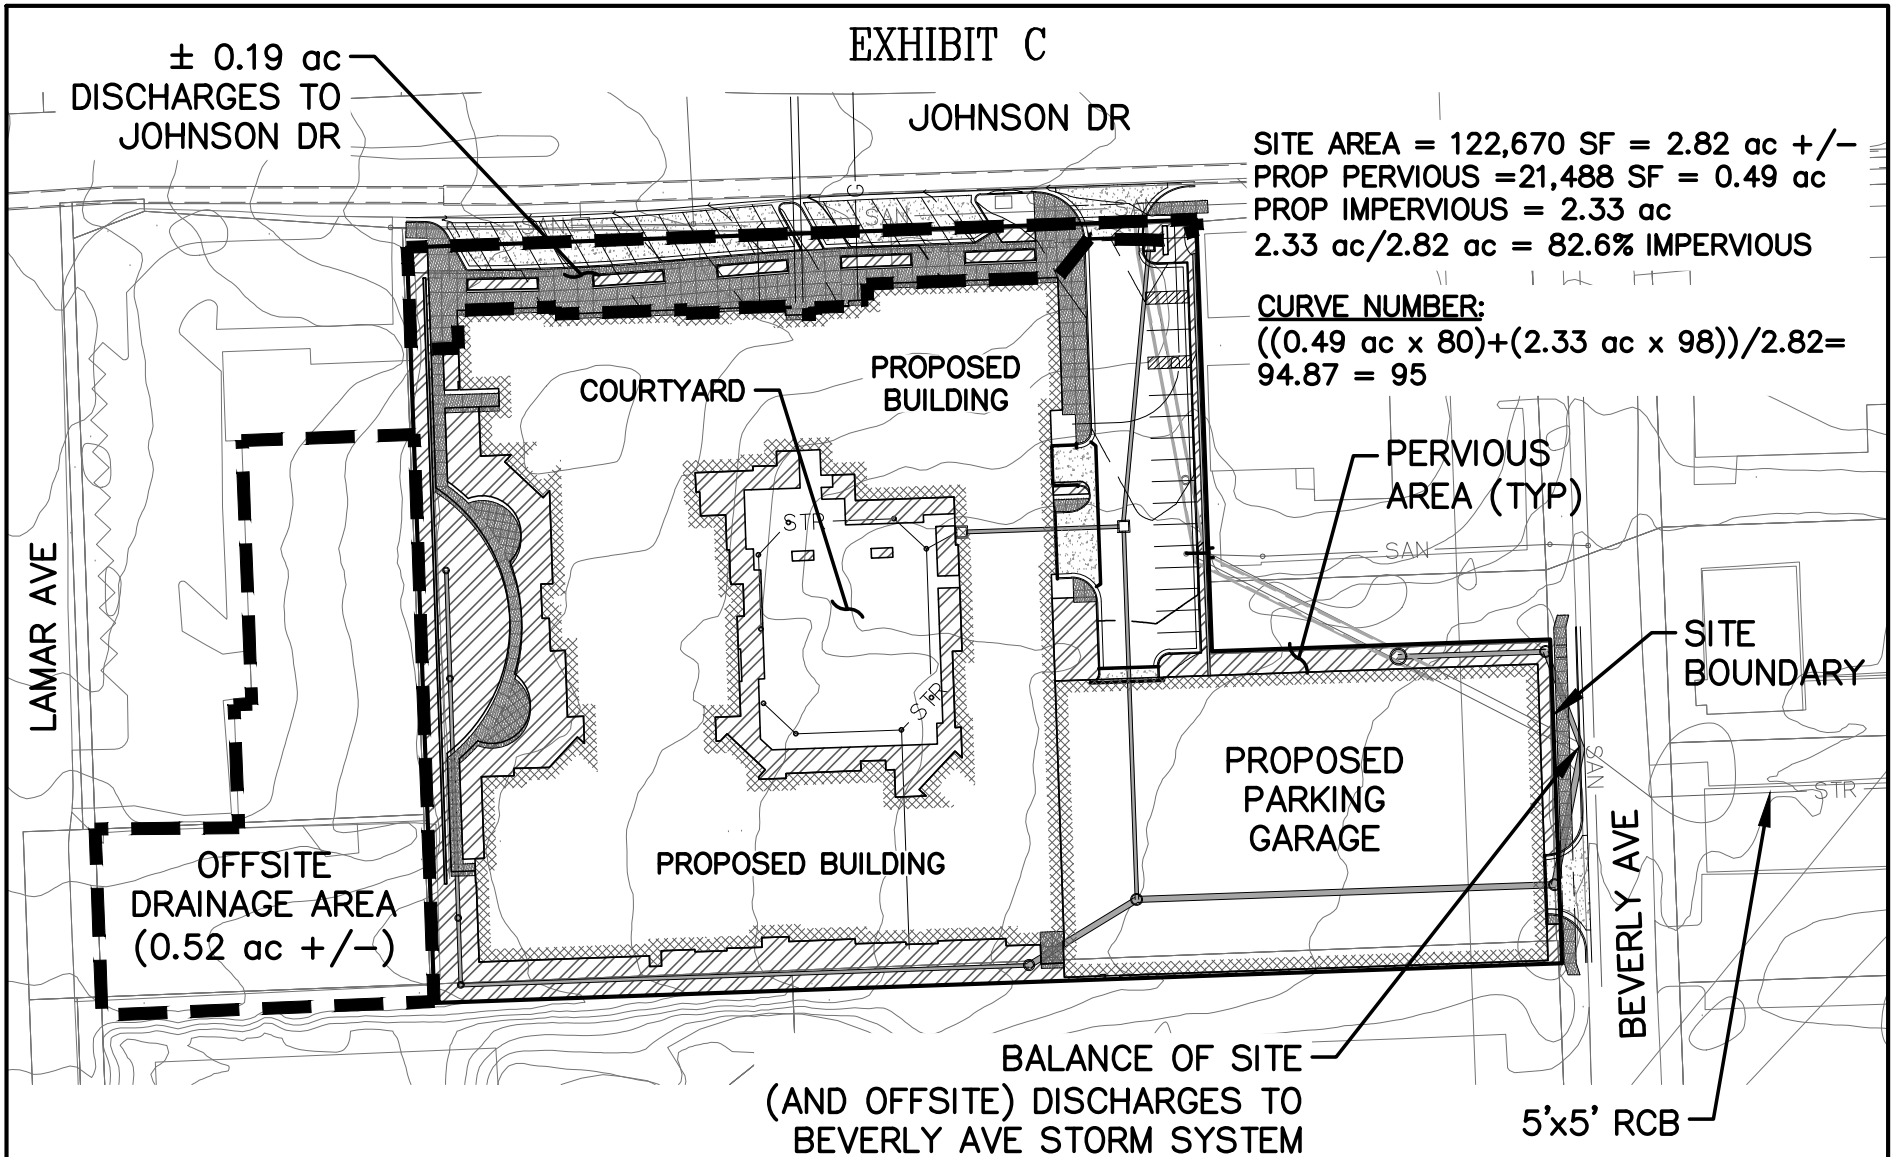 EXHIBIT C
± 0.19 ac
DISCHARGES TO
JOHNSON DR
JOHNSON DR
SITE AREA = 122,670 SF = 2.82 ac +/-
PROP PERVIOUS =21,488 SF = 0.49 ac
PROP IMPERVIOUS = 2.33 ac
2.33 ac/2.82 ac = 82.6% IMPERVIOUS
CURVE NUMBER:
((0.49 ac x 80)+(2.33 ac x 98))/2.82=
94.87 = 95
G
SAN
COURTYARD
PROPOSED
BUILDING
PERVIOUS
AREA (TYP)
STR
SAN
LAMAR AVE
SITE
BOUNDARY
STR
PROPOSED
PARKING
GARAGE
SAN
STR
OFFSITE
DRAINAGE AREA
(0.52 ac +/-)
PROPOSED BUILDING
BEVERLY AVE
BALANCE OF SITE
(AND OFFSITE) DISCHARGES TO
BEVERLY AVE STORM SYSTEM
5'x5' RCB